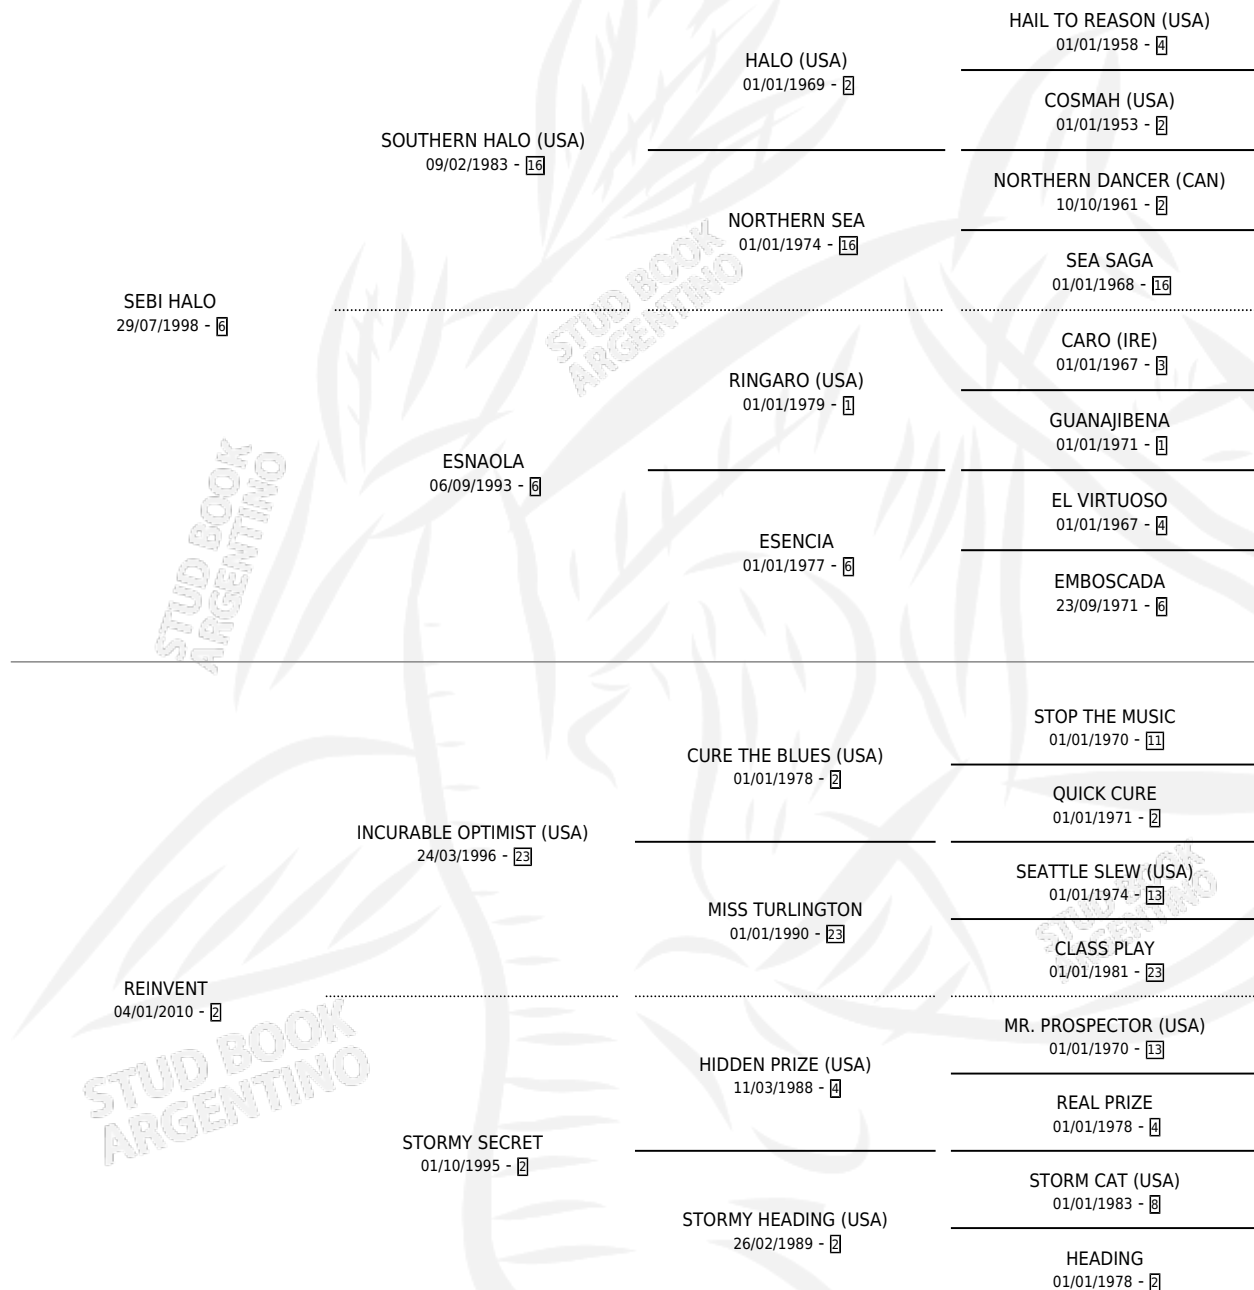 HAIL TO REASON (USA)
01/01/1958 - 4
HALO (USA)
01/01/1969 - 2
COSMAH (USA)
01/01/1953 - 2
SOUTHERN HALO (USA)
09/02/1983 - 16
NORTHERN DANCER (CAN)
10/10/1961 - 2
NORTHERN SEA
01/01/1974 - 16
SEA SAGA
01/01/1968 - 16
SEBI HALO
29/07/1998 - 6
STUD BOOK
ARGENTINO
CARO (IRE)
01/01/1967 - 3
RINGARO (USA)
01/01/1979 - 1
GUANAJIBENA
01/01/1971 - 1
ESNAOLA
06/09/1993 - 6
EL VIRTUOSO
01/01/1967 - 4
ESENCIA
01/01/1977 - 6
EMBOSCADA
23/09/1971 - 6
STUD BOOK
ARGENTINO
STOP THE MUSIC
01/01/1970 - 11
CURE THE BLUES (USA)
01/01/1978 - 2
QUICK CURE
01/01/1971 - 2
INCURABLE OPTIMIST (USA)
24/03/1996 - 23
SEATTLE SLEW (USA)
01/01/1974 - 13
MISS TURLINGTON
01/01/1990 - 23
CLASS PLAY
01/01/1981 - 23
STUD BOOK
ARGENTINO
REINVENT
04/01/2010 - 2
MR. PROSPECTOR (USA)
01/01/1970 - 13
HIDDEN PRIZE (USA)
11/03/1988 - 4
REAL PRIZE
01/01/1978 - 4
STUD BOOK
ARGENTINO
STORMY SECRET
01/10/1995 - 2
STORM CAT (USA)
01/01/1983 - 8
STORMY HEADING (USA)
26/02/1989 - 2
HEADING
01/01/1978 - 2